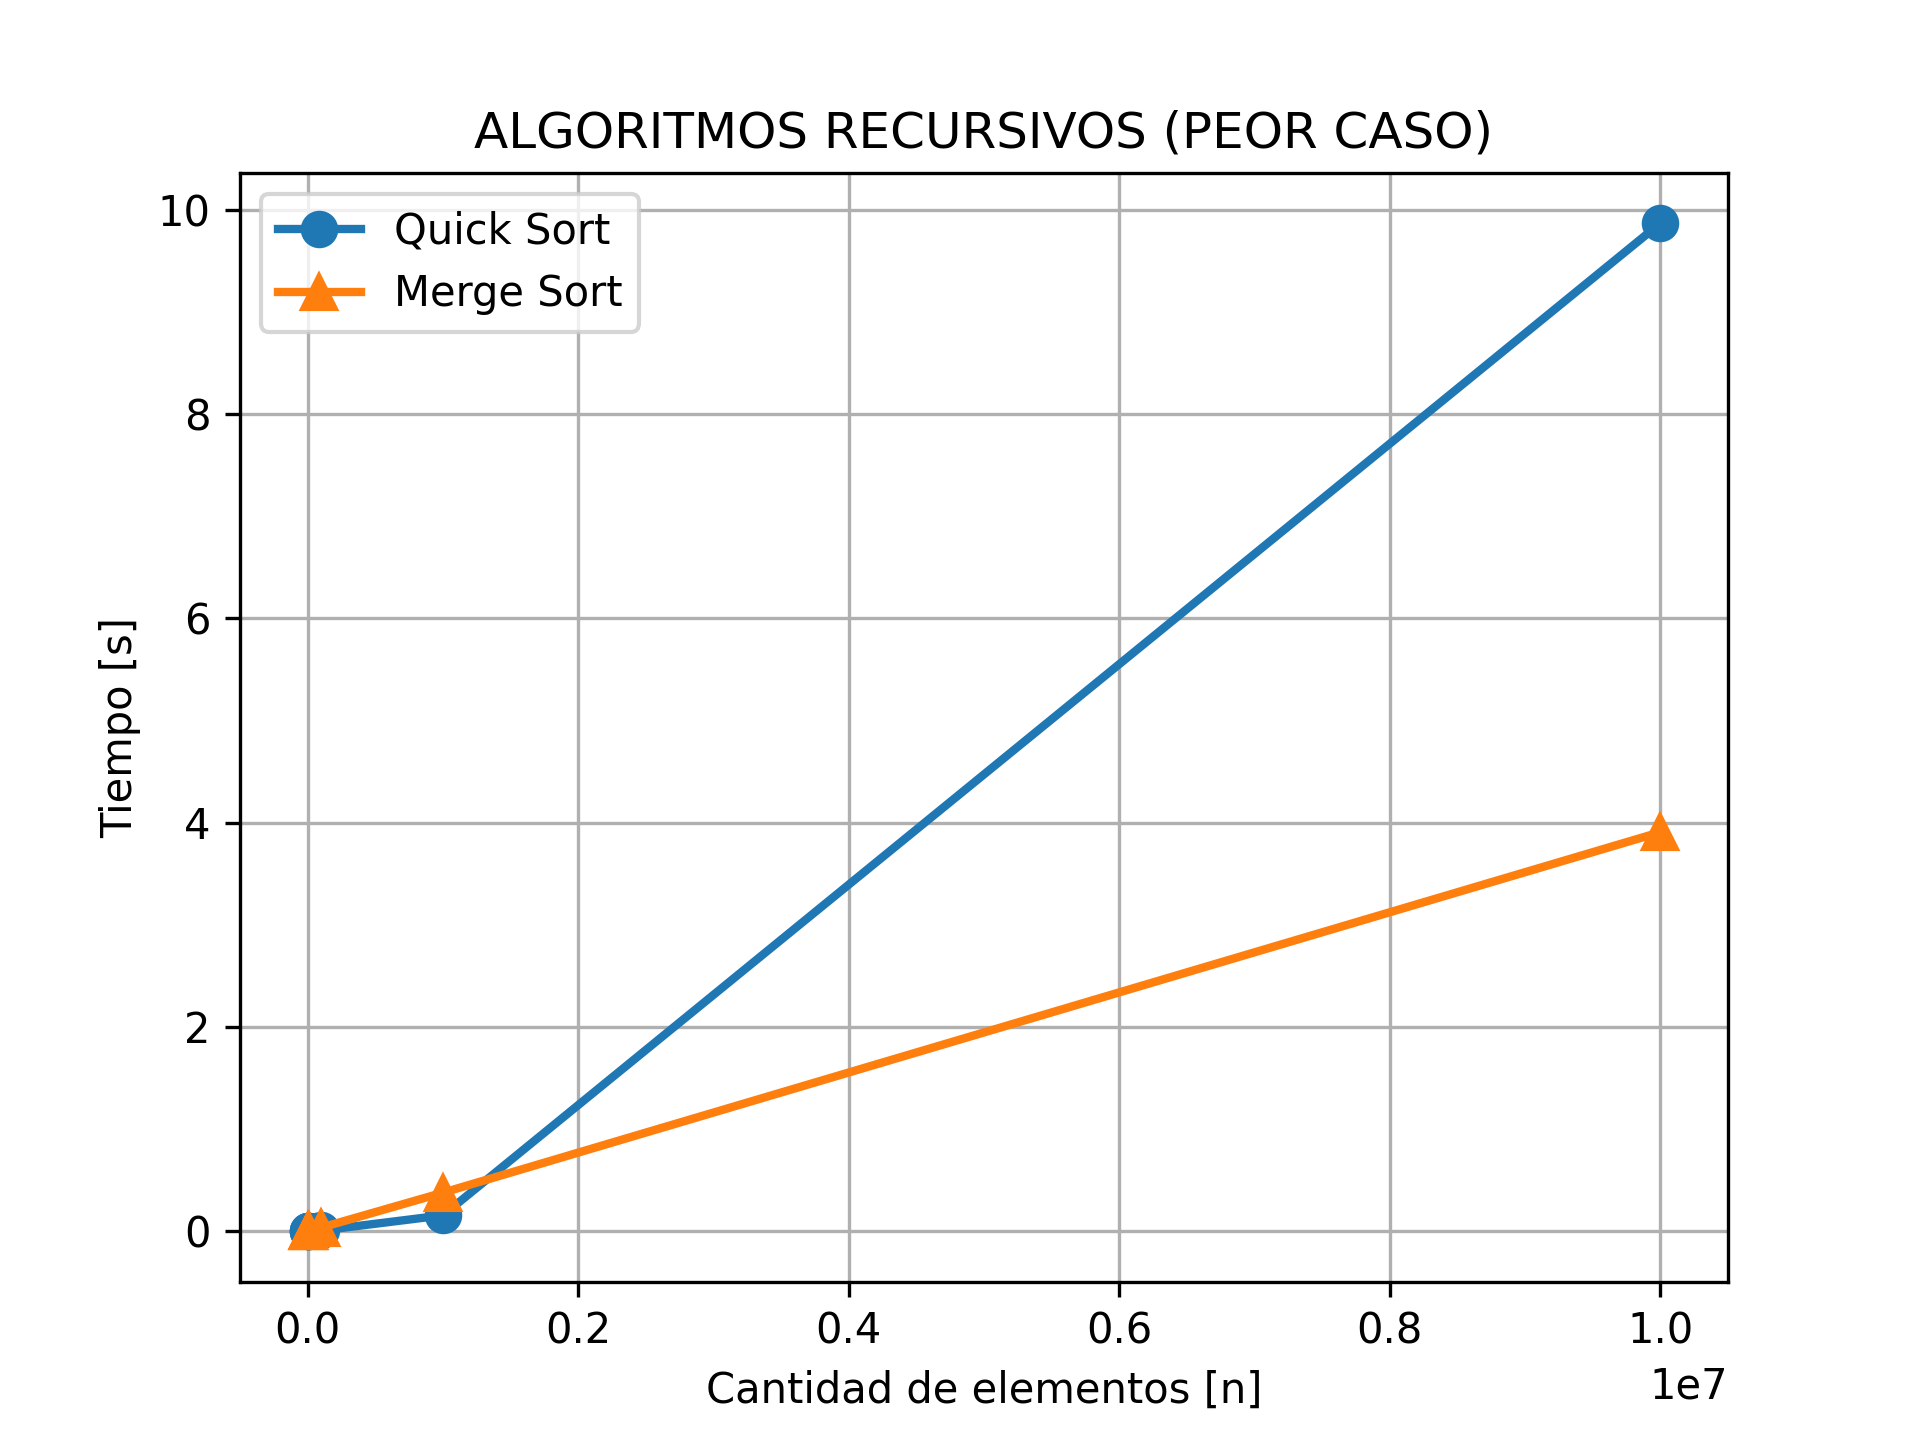 ALGORITMOS RECURSIVOS (PEOR CASO)
Quick Sort
Merge Sort
10
8
6
4
2
0
Tiempo [s]
0.0 0.2 0.4 0.6 0.8 1.0
1e7
Cantidad de elementos [n]